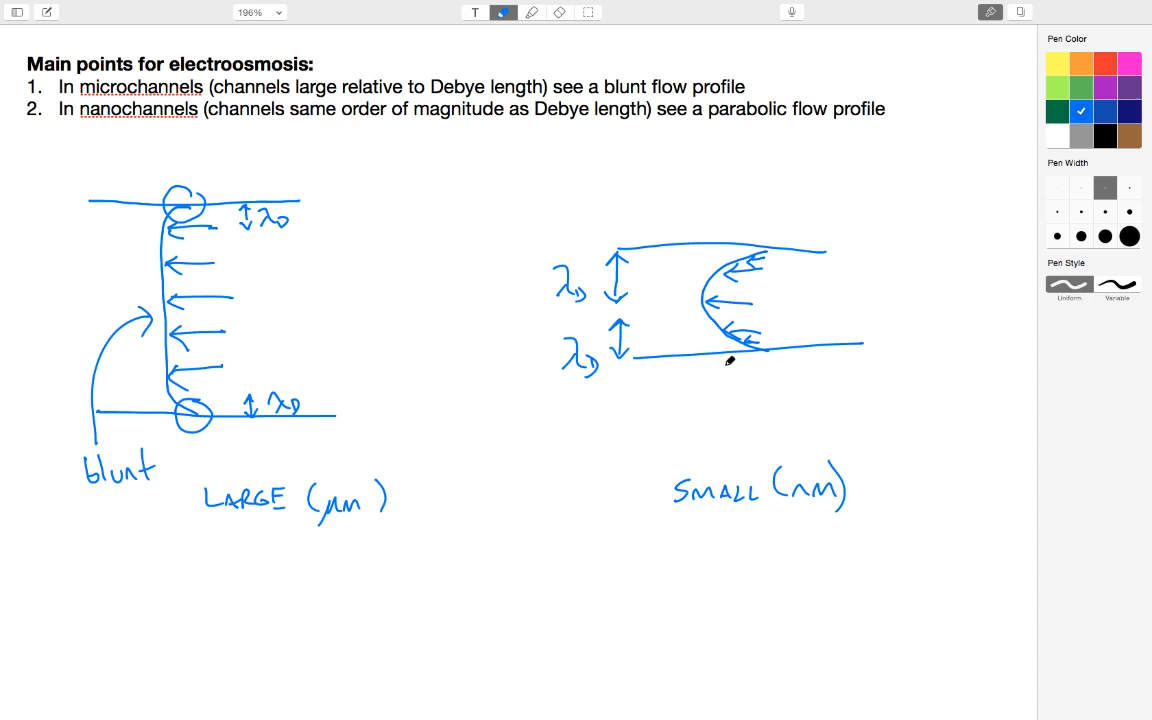 196%
T
Main points for electroosmosis:
1. In microchannels (channels large relative to Debye length) see a blunt flow profile
2. In nanochannels (channels same order of magnitude as Debye length) see a parabolic flow profile
λD
λD
λD
λD
blunt
LARGE (μm)
SMALL (nm)
Pen Color
Pen Width
Pen Style
Uniform
Variable